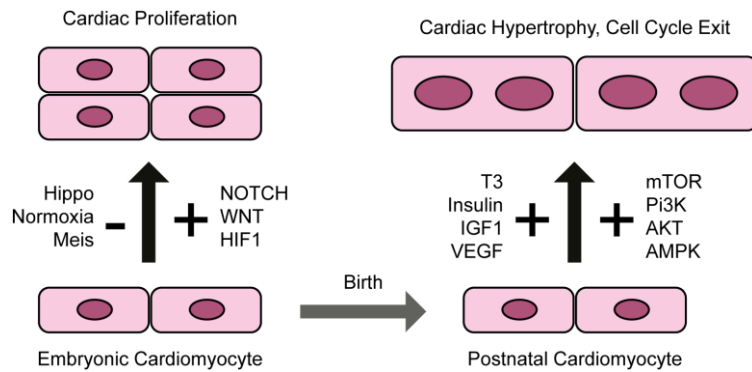 Cardiac Proliferation
Cardiac Hypertrophy, Cell Cycle Exit
Hippo
Normoxia
Meis
-
+
NOTCH
WNT
HIF1
T3
Insulin
IGF1
VEGF
+
+
mTOR
Pi3K
AKT
AMPK
Birth
Embryonic Cardiomyocyte
Postnatal Cardiomyocyte